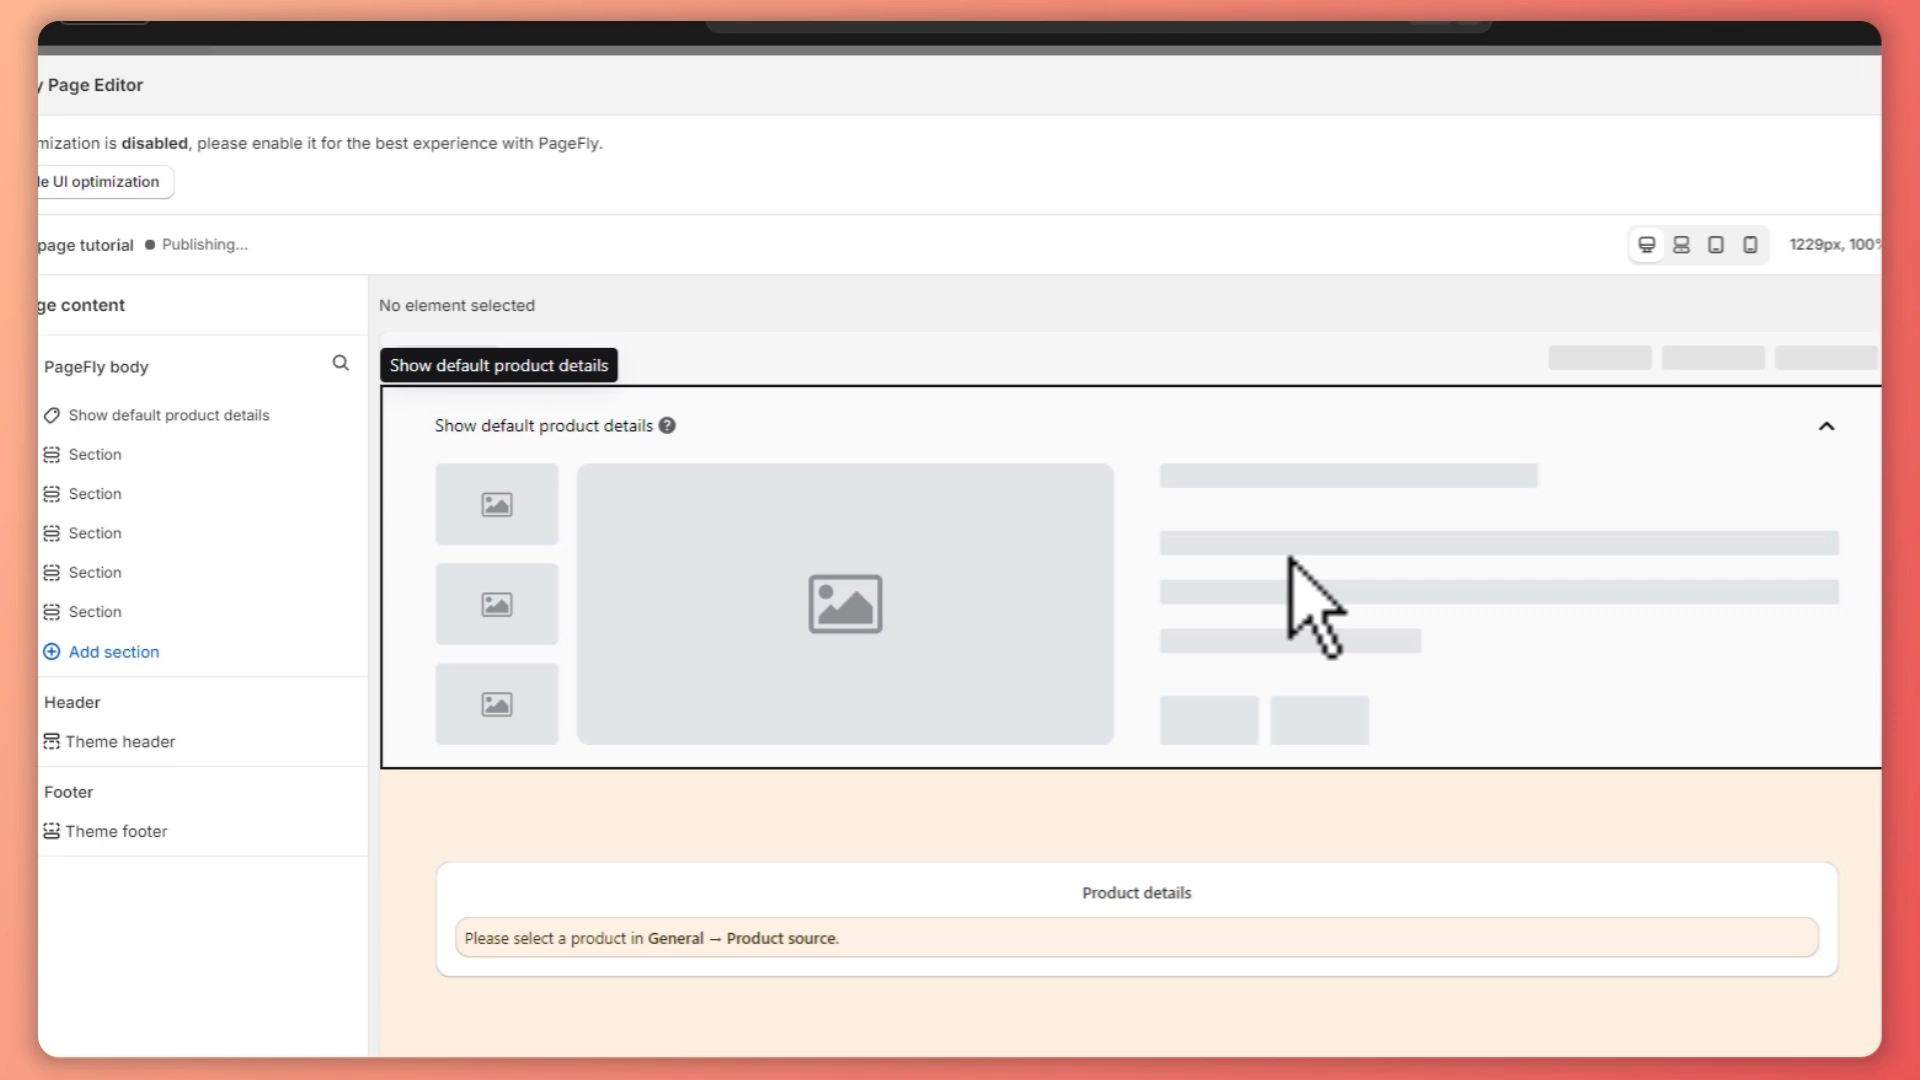 Page Editor
mization is disabled, please enable it for the best experience with PageFly.
le UI optimization
page tutorial Publishing... 1229px, 100%
ge content
No element selected
PageFly body
Show default product details
Show default product details
Show default product details
Section
Section
Section
Section
Section
Add section
Header
Theme header
Footer
Theme footer
Product details
Please select a product in General → Product source.